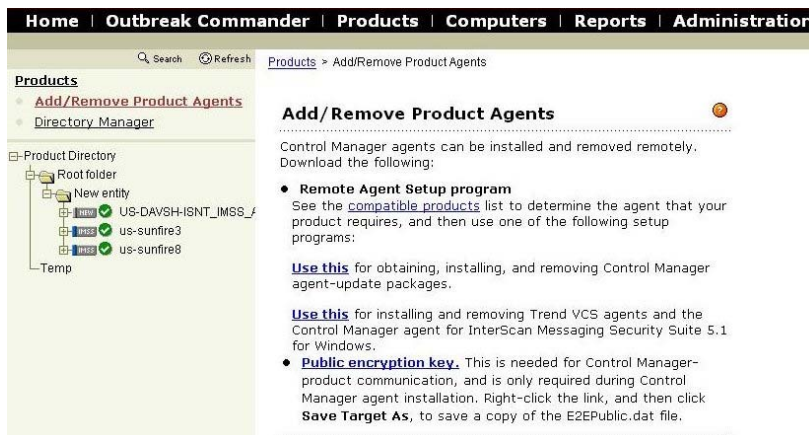 Home | Outbreak Commander | Products | Computers | Reports | Administration
Search Refresh
Products
Add/Remove Product Agents
Directory Manager
Product Directory
Root folder
New entity
NEW US-DAVSH-ISNT_IMSS_A
IMSS us-sunfire3
IMSS us-sunfire8
Temp
Products > Add/Remove Product Agents
Add/Remove Product Agents
Control Manager agents can be installed and removed remotely.
Download the following:
• Remote Agent Setup program
See the compatible products list to determine the agent that your
product requires, and then use one of the following setup
programs:
Use this for obtaining, installing, and removing Control Manager
agent-update packages.
Use this for installing and removing Trend VCS agents and the
Control Manager agent for InterScan Messaging Security Suite 5.1
for Windows.
• Public encryption key. This is needed for Control Manager-
product communication, and is only required during Control
Manager agent installation. Right-click the link, and then click
Save Target As, to save a copy of the E2EPublic.dat file.